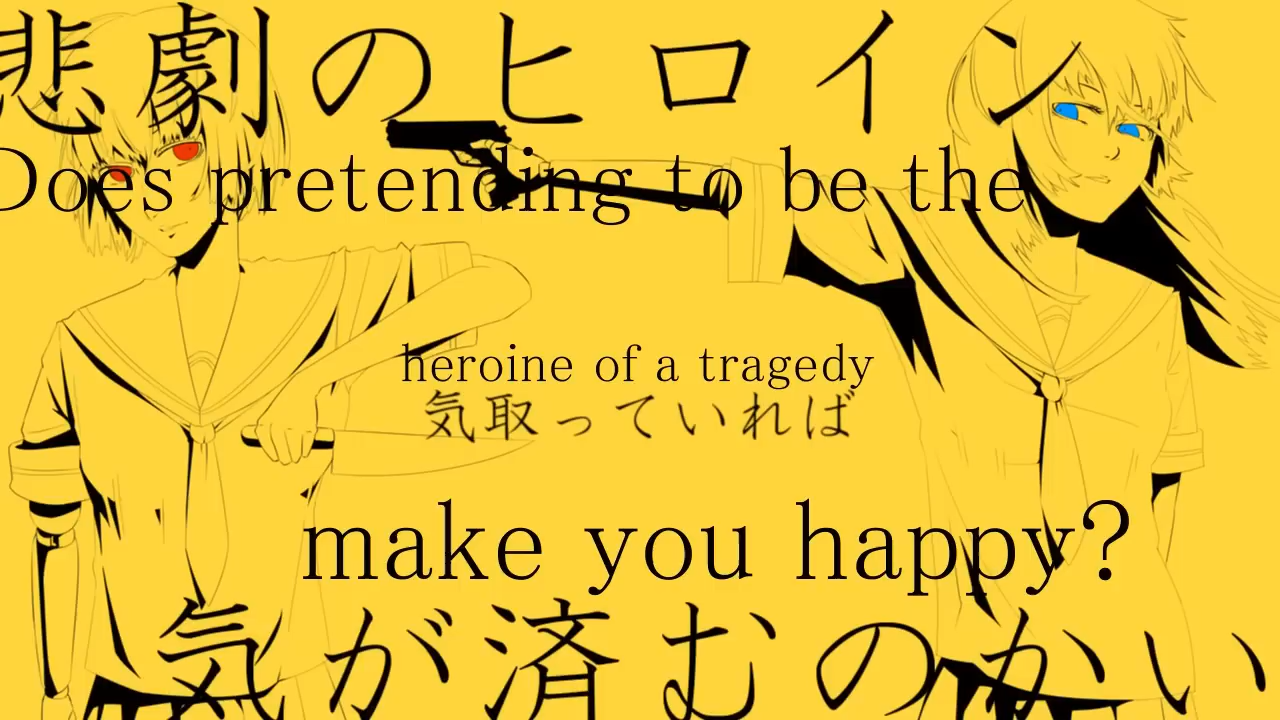 悲劇のヒロイン
Does pretending to be the
heroine of a tragedy
気取っていれば
make you happy?
気が済むのかい